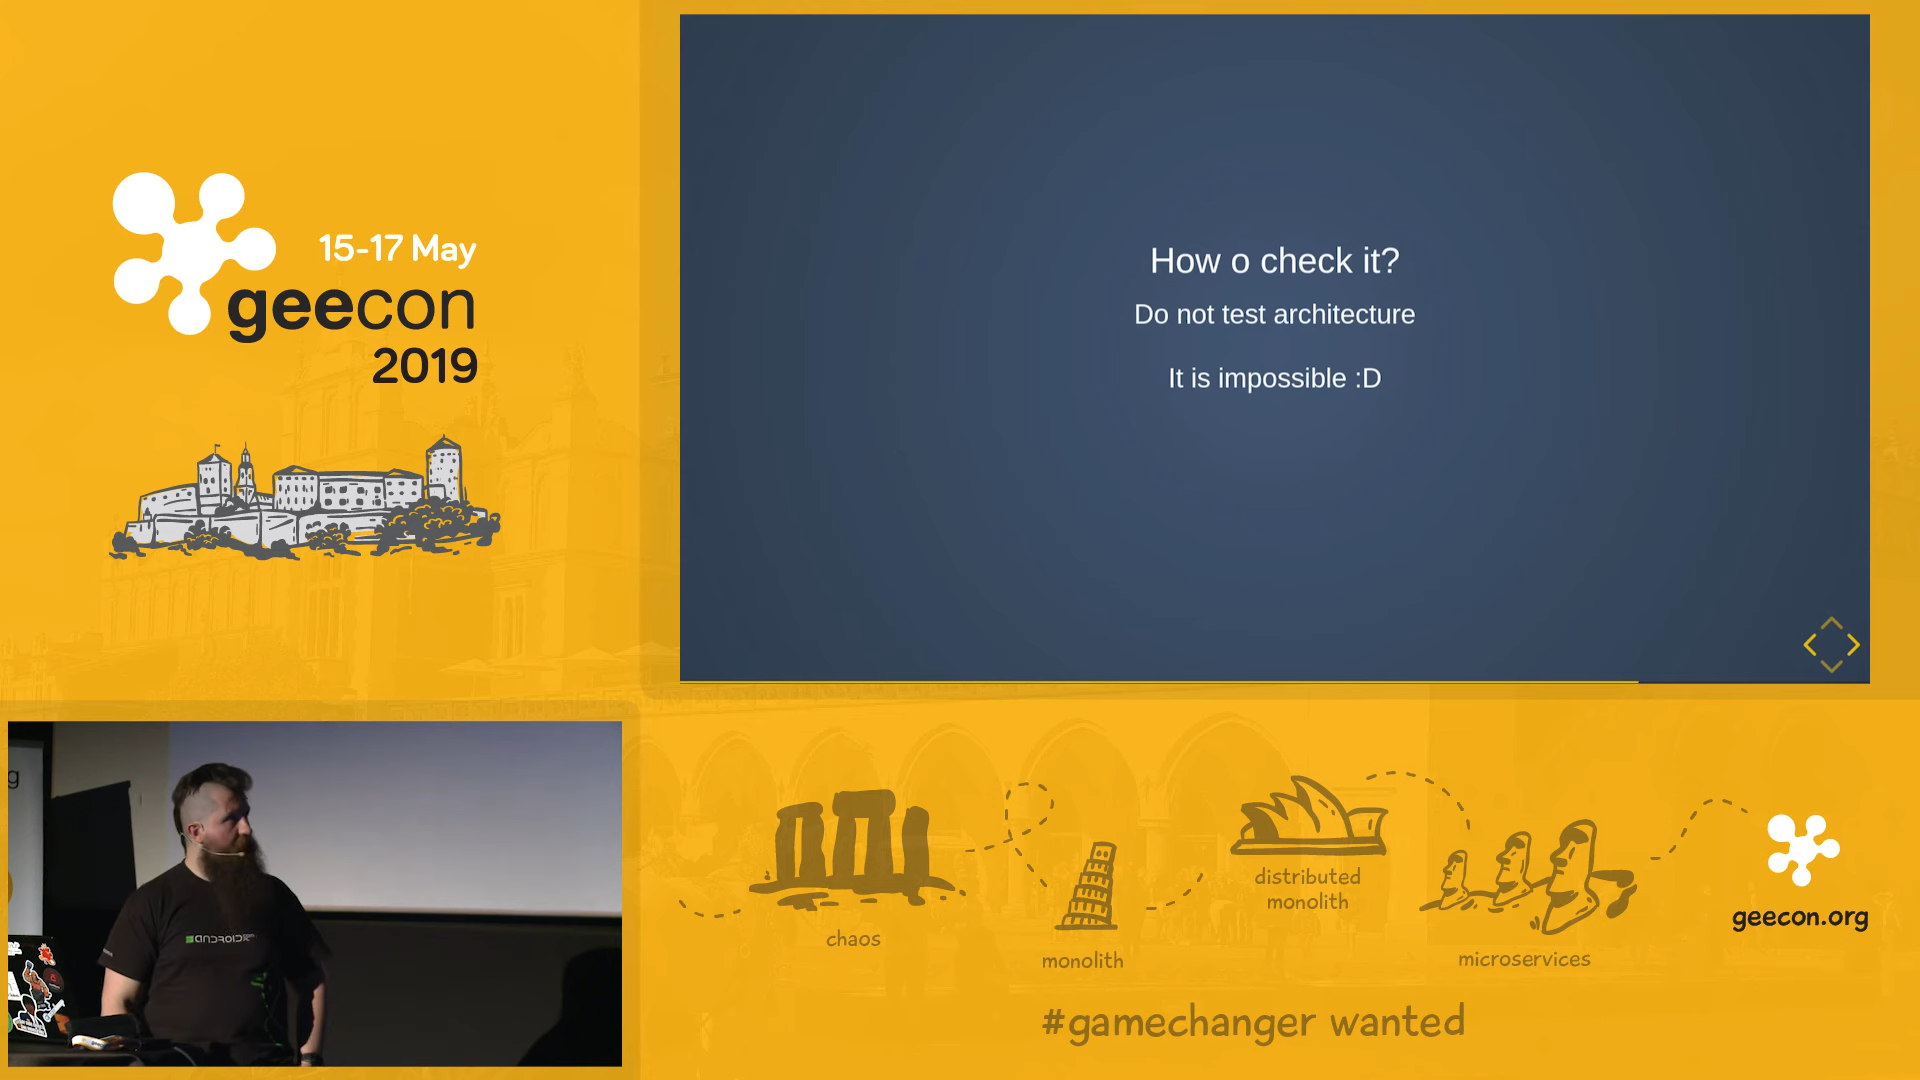 15-17 May
geecon
2019
How o check it?
Do not test architecture
It is impossible :D
g
ANDROID
chaos
monolith
distributed
monolith
microservices
geecon.org
#gamechanger wanted